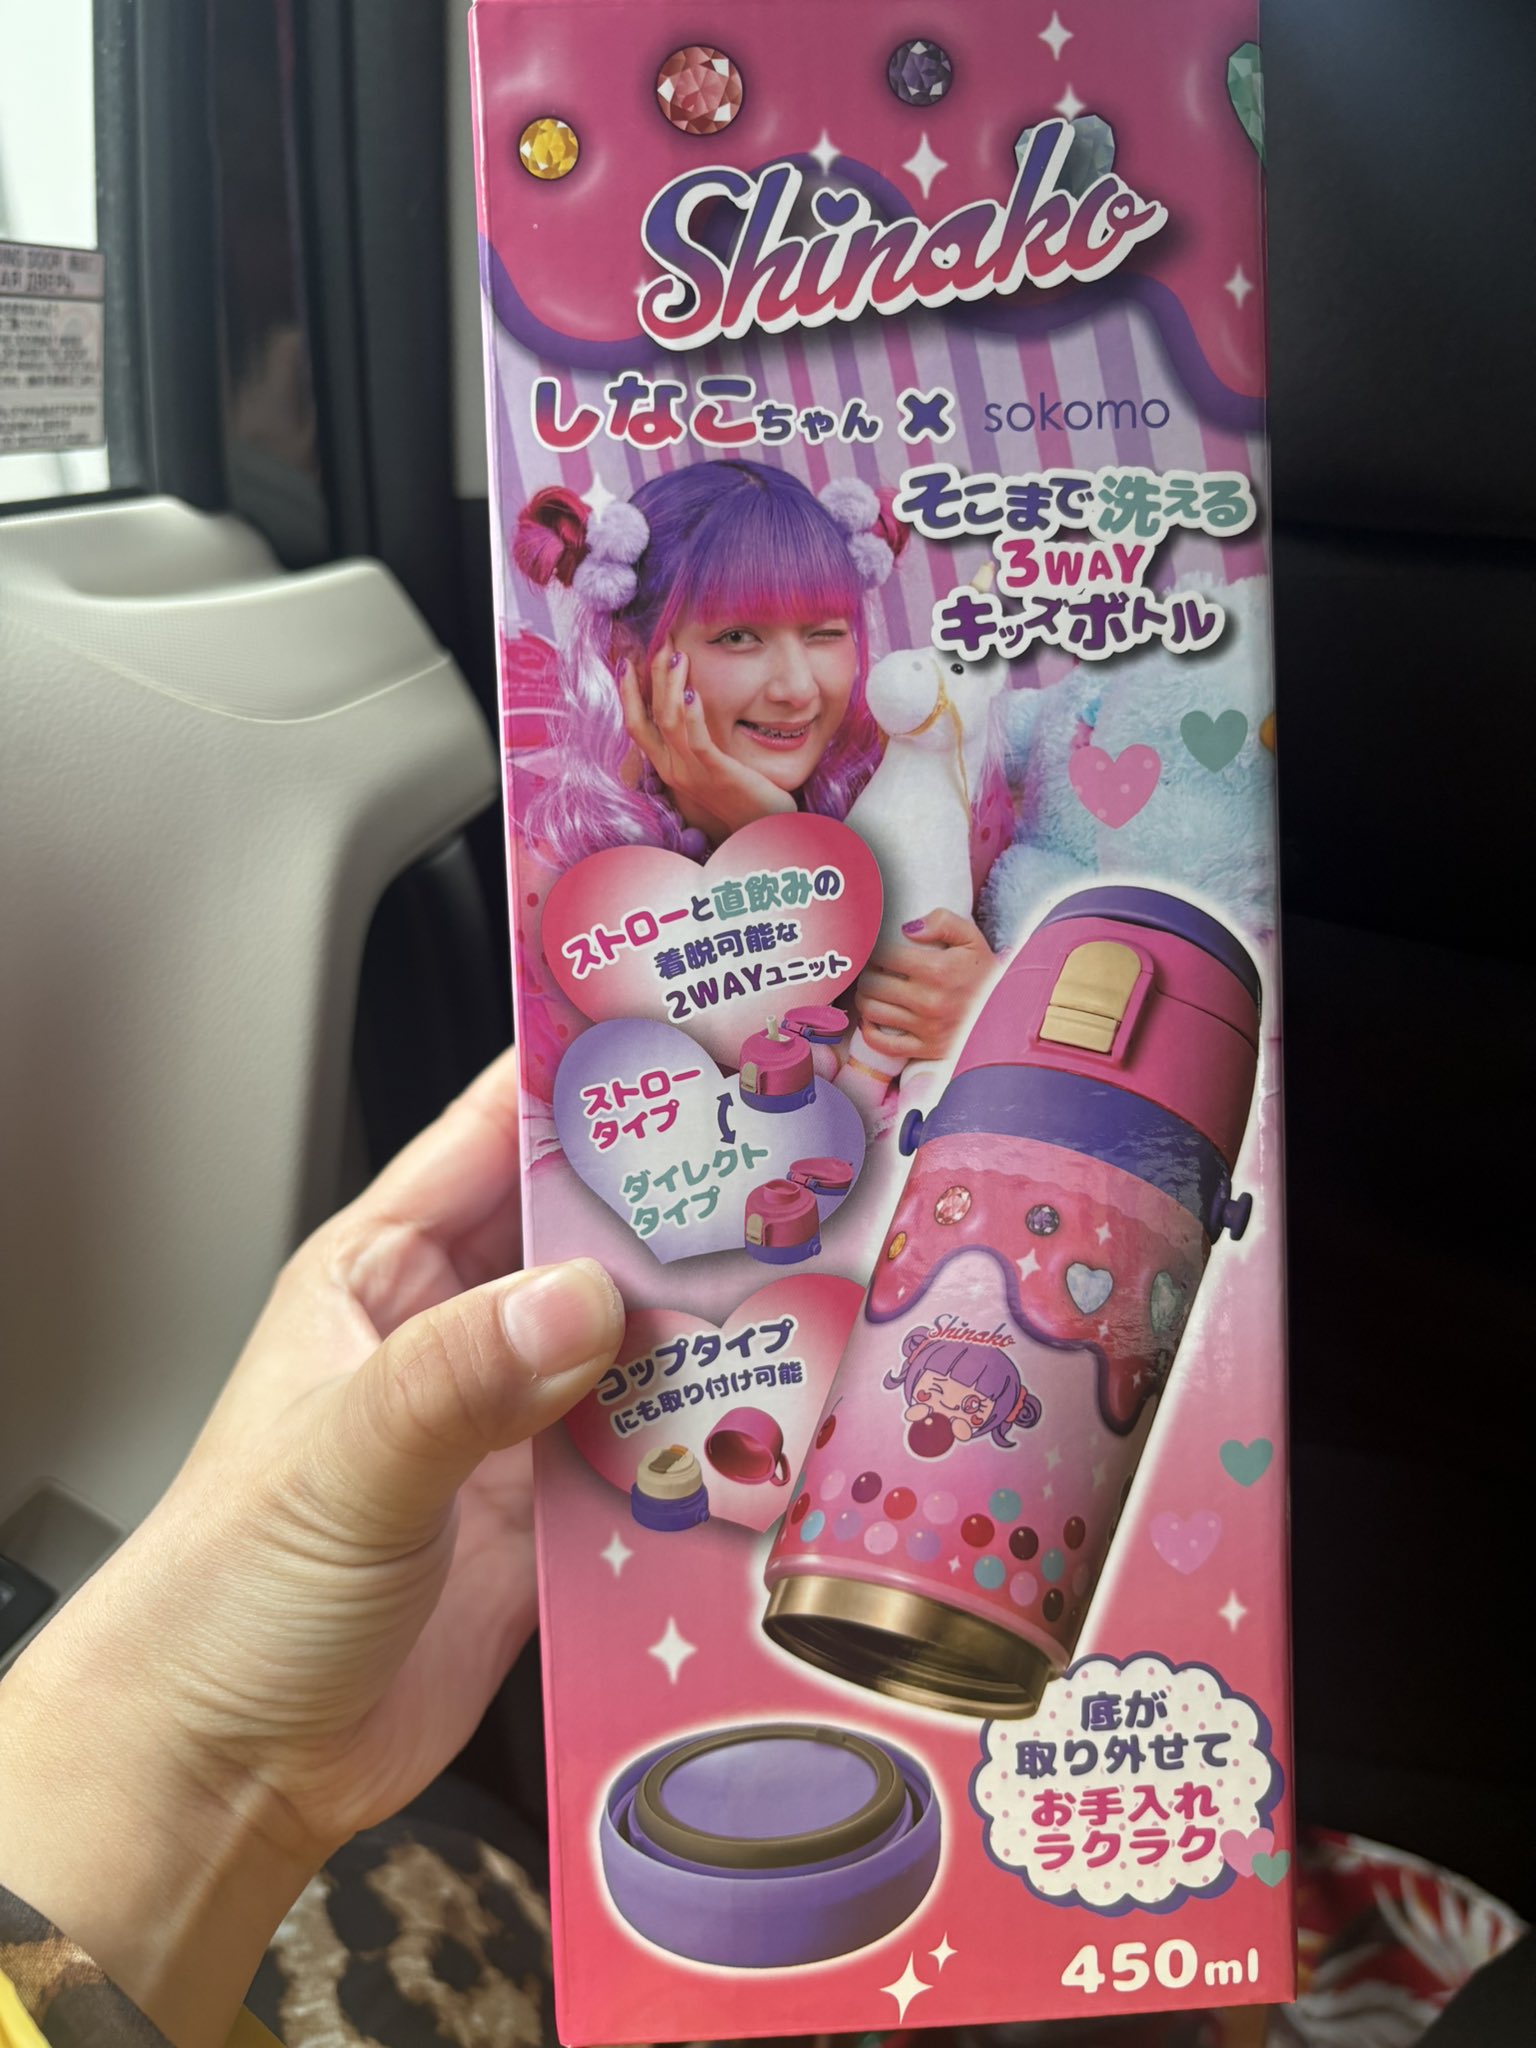 Shinako
しなこちゃん × sokomo
そこまで洗える
3WAY
キッズボトル
ストローと直飲みの
着脱可能な
2WAYユニット
ストロー
タイプ
ダイレクト
タイプ
コップタイプ
にも取り付け可能
Shinako
底が
取り外せて
お手入れ
ラクラク
450ml